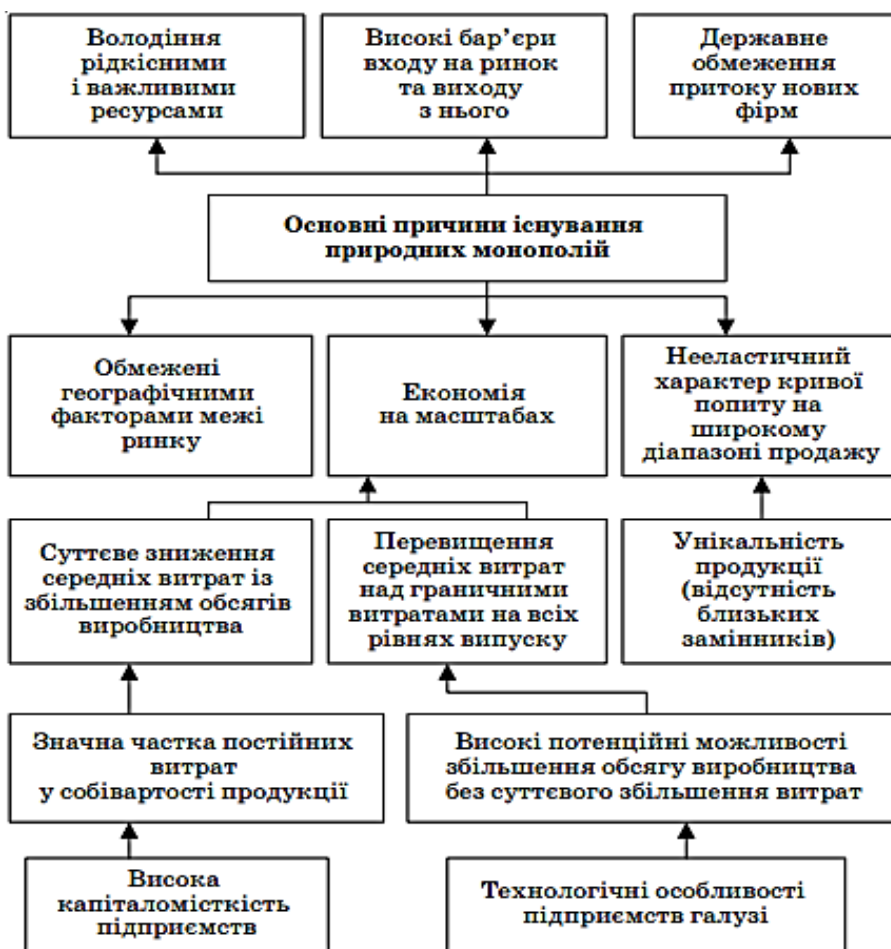 Володіння
рідкісними
і важливими
ресурсами
Високі бар’єри
входу на ринок
та виходу
з нього
Державне
обмеження
притоку нових
фірм
Основні причини існування
природних монополій
Обмежені
географічними
факторами межі
ринку
Економія
на масштабах
Нееластичний
характер кривої
попиту на
широкому
діапазоні продажу
Суттєве зниження
середніх витрат із
збільшенням обсягів
виробництва
Перевищення
середніх витрат
над граничними
витратами на всіх
рівнях випуску
Унікальність
продукції
(відсутність
близьких
замінників)
Значна частка постійних
витрат
у собівартості продукції
Високі потенційні можливості
збільшення обсягу виробництва
без суттєвого збільшення витрат
Висока
капіталомісткість
підприємств
Технологічні особливості
підприємств галузі